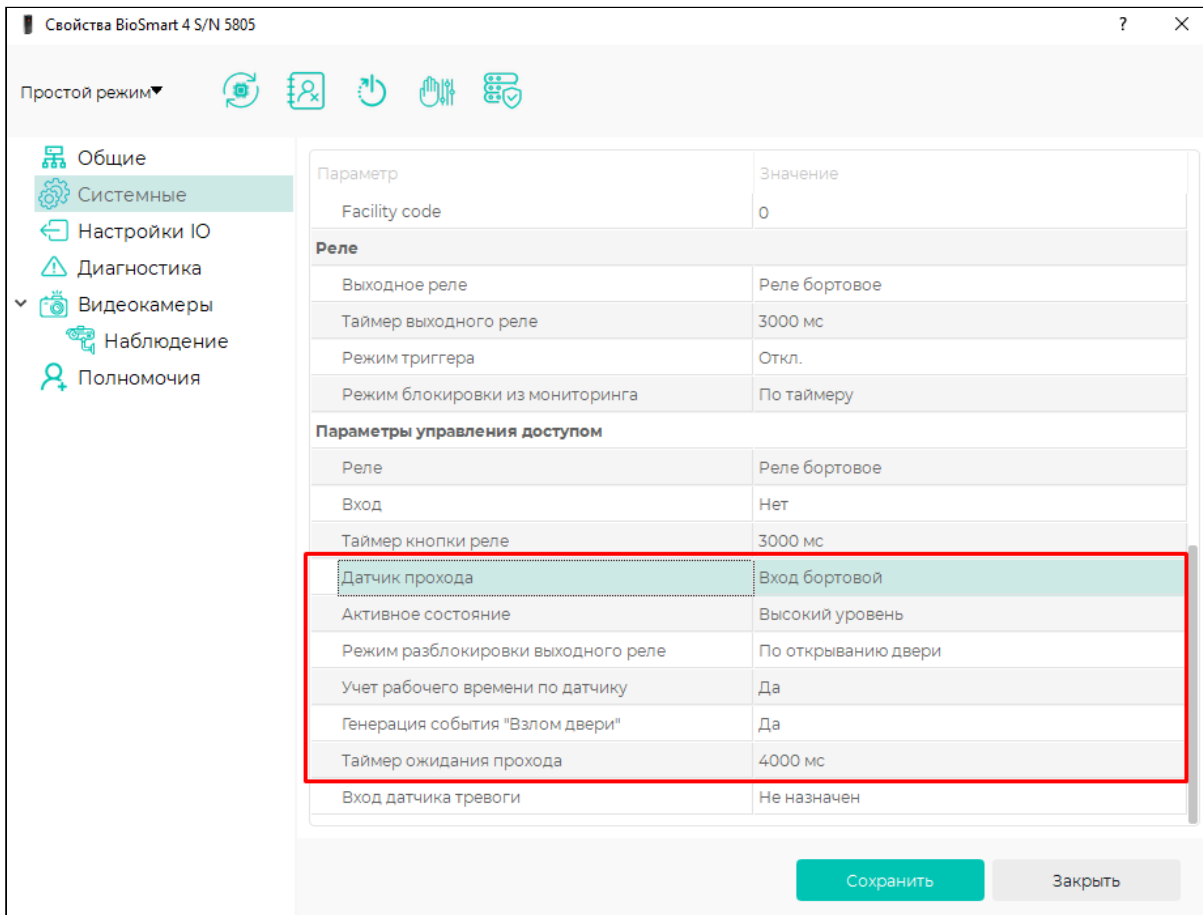 Свойства BioSmart 4 S/N 5805
?
Простой режим
Общие
Системные
Настройки IO
Диагностика
Видеокамеры
Наблюдение
Полномочия
Параметр Значение
Facility code 0
Реле
Выходное реле Реле бортовое
Таймер выходного реле 3000 мс
Режим триггера Откл.
Режим блокировки из мониторинга По таймеру
Параметры управления доступом
Реле Реле бортовое
Вход Нет
Таймер кнопки реле 3000 мс
Датчик прохода Вход бортовой
Активное состояние Высокий уровень
Режим разблокировки выходного реле По открыванию двери
Учет рабочего времени по датчику Да
Генерация события "Взлом двери" Да
Таймер ожидания прохода 4000 мс
Вход датчика тревоги Не назначен
Сохранить Закрыть